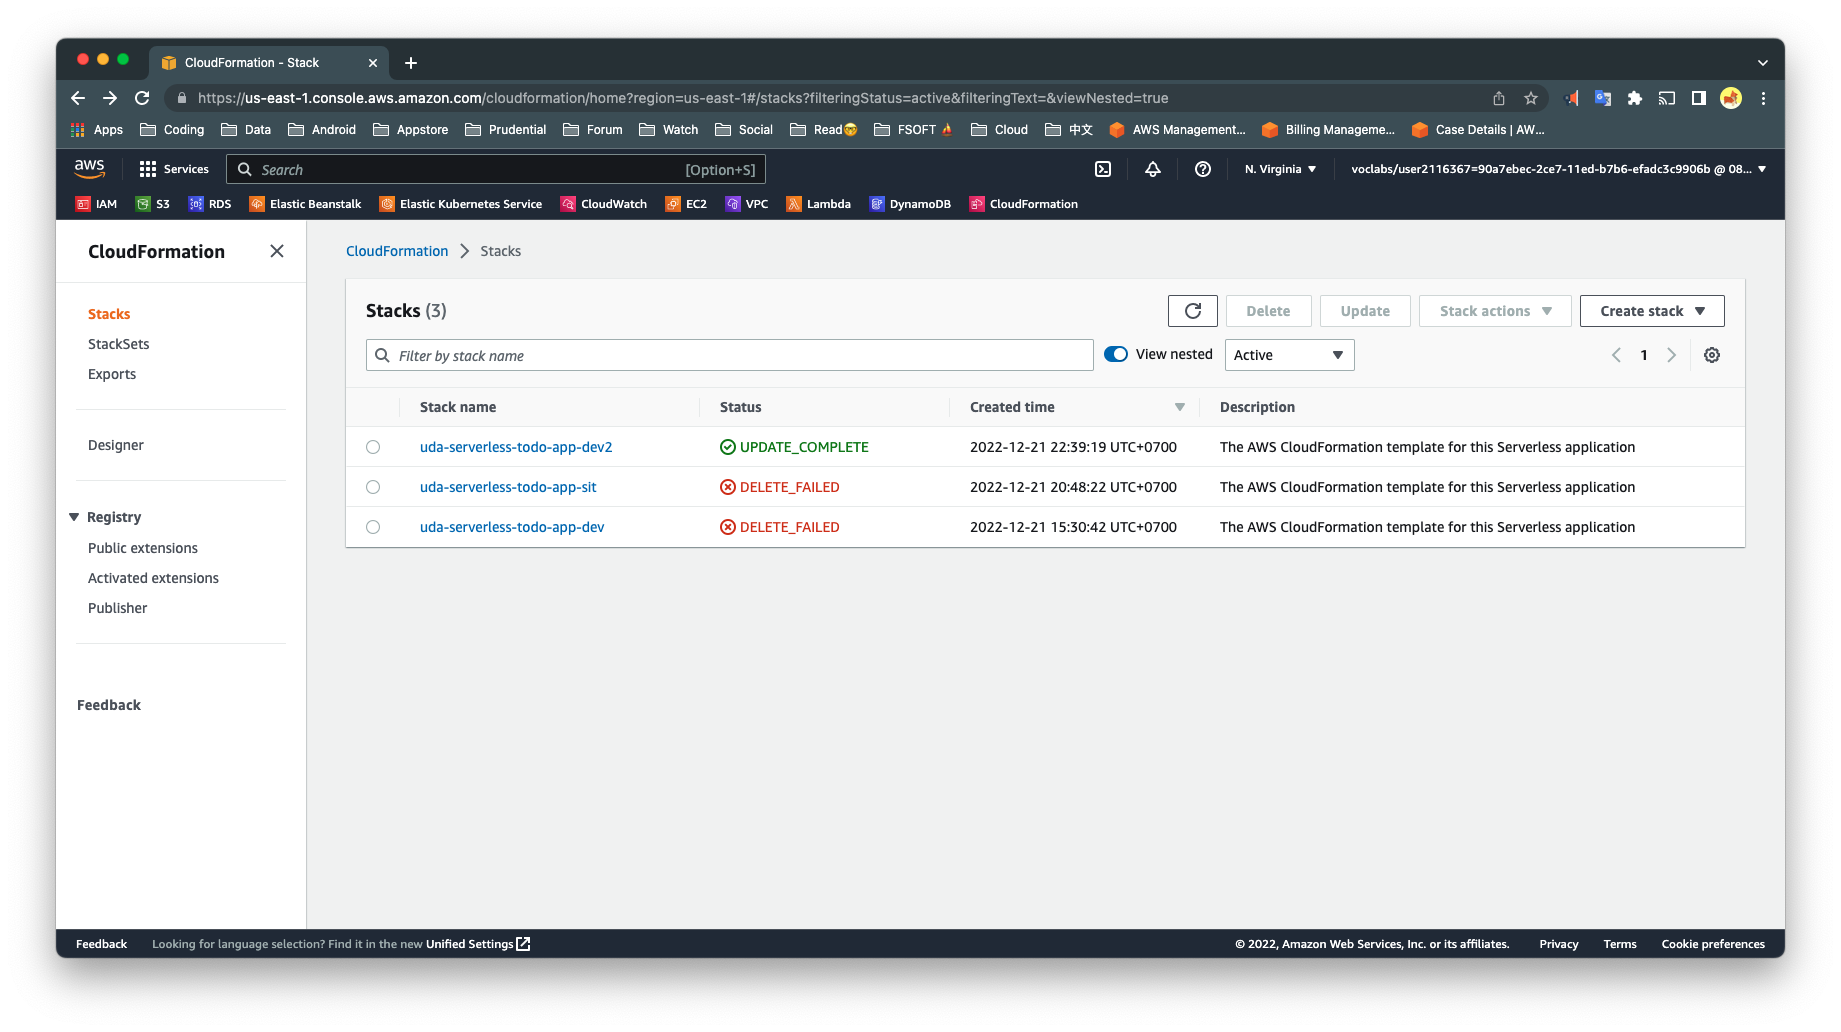 CloudFormation - Stack
https://us-east-1.console.aws.amazon.com/cloudformation/home?region=us-east-1#/stacks?filteringStatus=active&filteringText=&viewNested=true
Apps Coding Data Android Appstore Prudential Forum Watch Social Read🤓 FSOFT Cloud 中文 AWS Management... Billing Manageme... Case Details | AW...
aws Services Search [Option+S] N. Virginia voclabs/user2116367=90a7ebec-2ce7-11ed-b7b6-efadc3c9906b @ 08...
IAM S3 RDS Elastic Beanstalk Elastic Kubernetes Service CloudWatch EC2 VPC Lambda DynamoDB CloudFormation
CloudFormation
Stacks
StackSets
Exports
Designer
Registry
Public extensions
Activated extensions
Publisher
Feedback
CloudFormation Stacks
Stacks (3) Delete Update Stack actions Create stack
Filter by stack name View nested Active 1
Stack name Status Created time Description
uda-serverless-todo-app-dev2 UPDATE_COMPLETE 2022-12-21 22:39:19 UTC+0700 The AWS CloudFormation template for this Serverless application
uda-serverless-todo-app-sit DELETE_FAILED 2022-12-21 20:48:22 UTC+0700 The AWS CloudFormation template for this Serverless application
uda-serverless-todo-app-dev DELETE_FAILED 2022-12-21 15:30:42 UTC+0700 The AWS CloudFormation template for this Serverless application
Feedback Looking for language selection? Find it in the new Unified Settings © 2022, Amazon Web Services, Inc. or its affiliates. Privacy Terms Cookie preferences